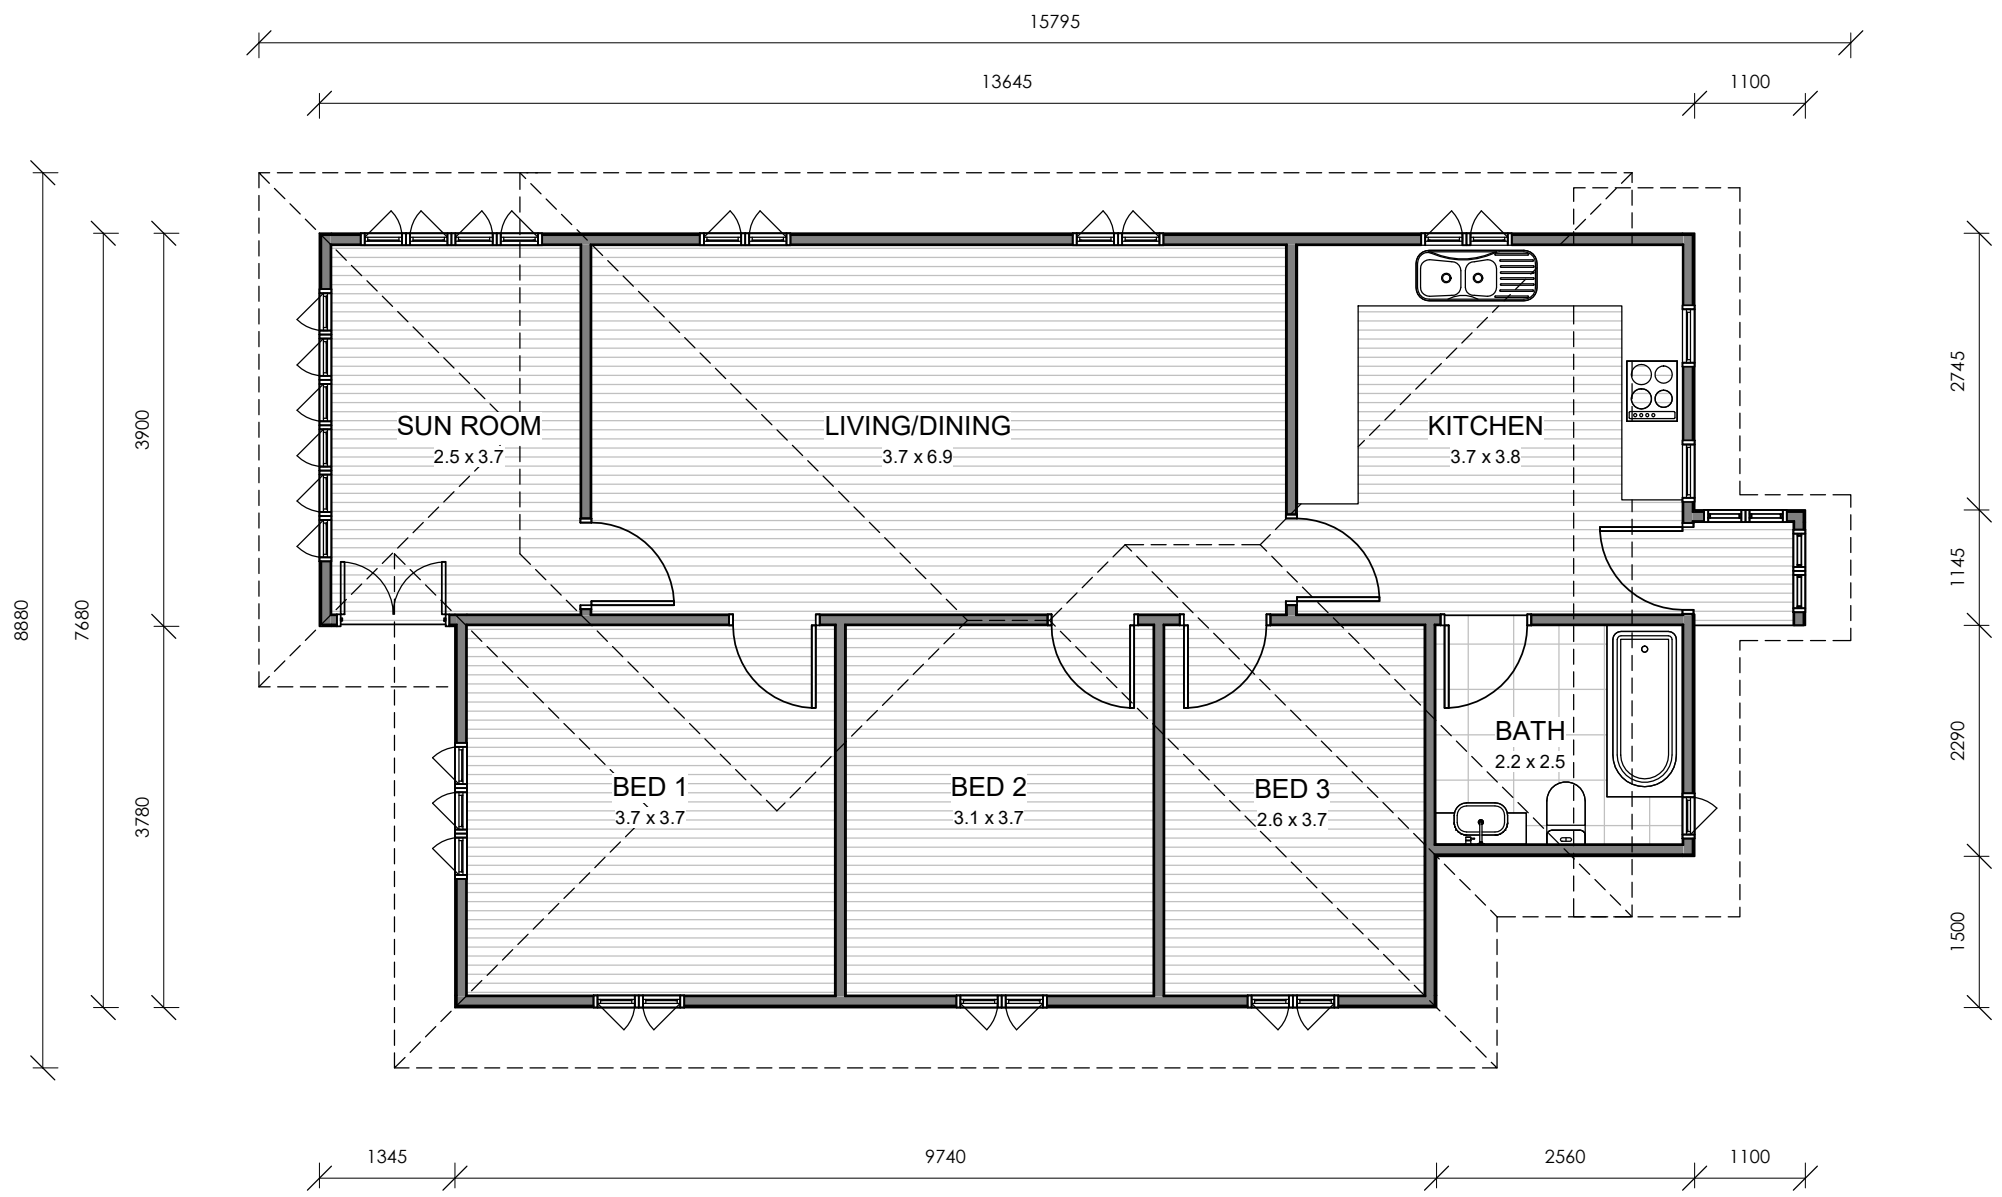 15795
13645
1100
8880
7680
3900
3780
SUN ROOM
2.5 x 3.7
LIVING/DINING
3.7 x 6.9
KITCHEN
3.7 x 3.8
BED 1
3.7 x 3.7
BED 2
3.1 x 3.7
BED 3
2.6 x 3.7
BATH
2.2 x 2.5
2745
1145
2290
1500
1345
9740
2560
1100